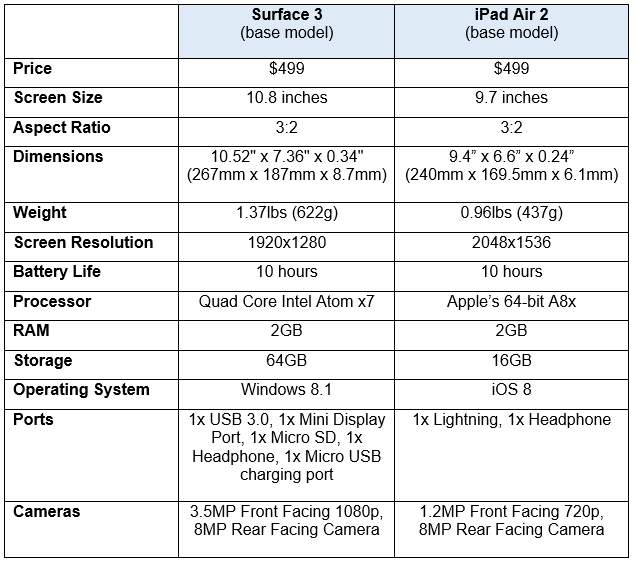 Surface 3 iPad Air 2
(base model) (base model)
Price $499 $499
Screen Size 10.8 inches 9.7 inches
Aspect Ratio 3:2 3:2
Dimensions 10.52" x 7.36" x 0.34" 9.4” x 6.6” x 0.24”
(267mm x 187mm x 8.7mm) (240mm x 169.5mm x 6.1mm)
Weight 1.37lbs (622g) 0.96lbs (437g)
Screen Resolution 1920x1280 2048x1536
Battery Life 10 hours 10 hours
Processor Quad Core Intel Atom x7 Apple’s 64-bit A8x
RAM 2GB 2GB
Storage 64GB 16GB
Operating System Windows 8.1 iOS 8
Ports 1x USB 3.0, 1x Mini Display 1x Lightning, 1x Headphone
Port, 1x Micro SD, 1x
Headphone, 1x Micro USB
charging port
Cameras 3.5MP Front Facing 1080p, 1.2MP Front Facing 720p,
8MP Rear Facing Camera 8MP Rear Facing Camera